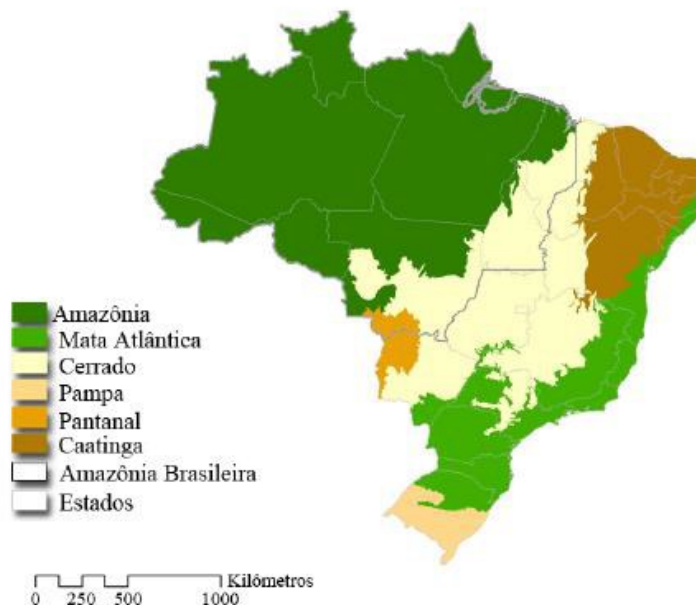 Amazônia
Mata Atlântica
Cerrado
Pampa
Pantanal
Caatinga
Amazônia Brasileira
Estados
Kilômetros
0 250 500 1000